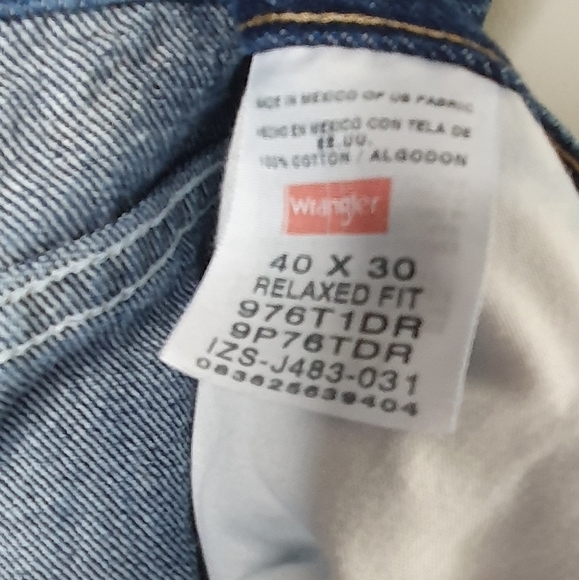 MADE IN MEXICO OF US FABRIC
HECHO EN MEXICO CON TELA DE
EE.UU.
100% COTTON / ALGODON
Wrangler
40 X 30
RELAXED FIT
976T1DR
9P76TDR
IZS-J483-031
083625639404